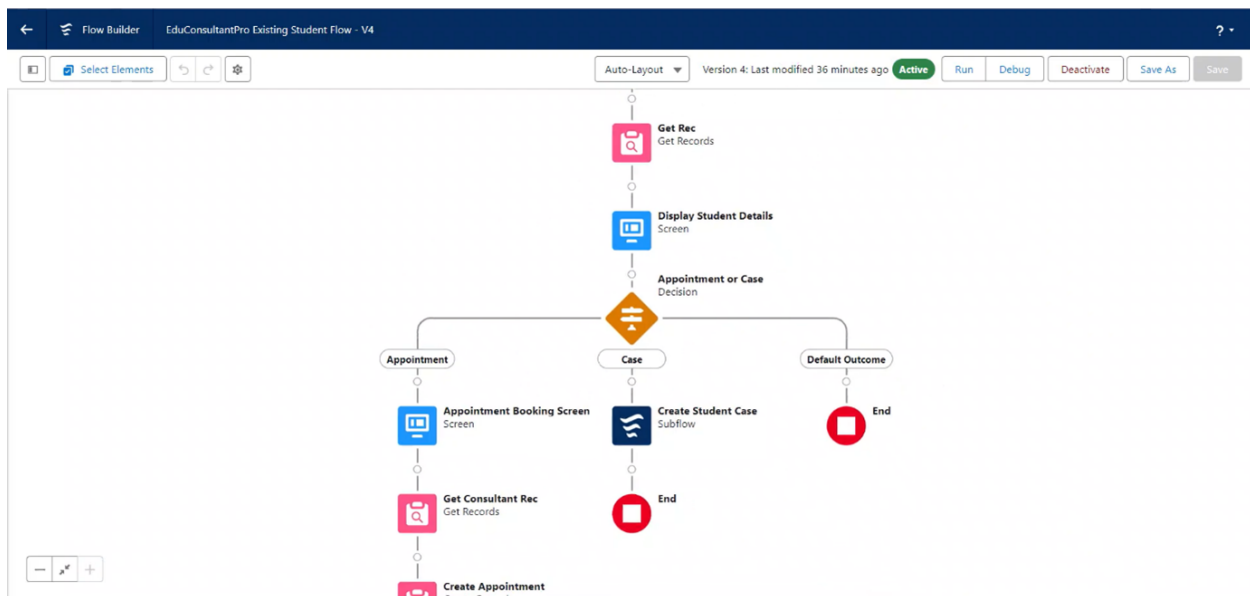 Flow Builder EduConsultantPro Existing Student Flow - V4 ?
Select Elements Auto-Layout Version 4: Last modified 36 minutes ago Active Run Debug Deactivate Save As Save
Get Rec
Get Records
Display Student Details
Screen
Appointment or Case
Decision
Appointment Case Default Outcome
Appointment Booking Screen Create Student Case End
Screen Subflow
Get Consultant Rec End
Get Records
Create Appointment